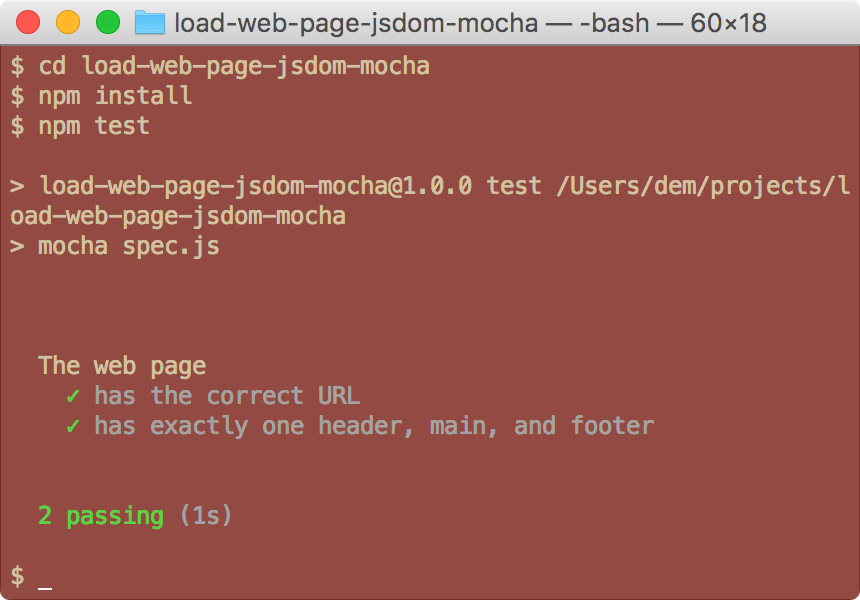 load-web-page-jsdom-mocha — -bash — 60×18
$ cd load-web-page-jsdom-mocha
$ npm install
$ npm test
> load-web-page-jsdom-mocha@1.0.0 test /Users/dem/projects/l
oad-web-page-jsdom-mocha
> mocha spec.js
The web page
✓ has the correct URL
✓ has exactly one header, main, and footer
2 passing (1s)
$ _